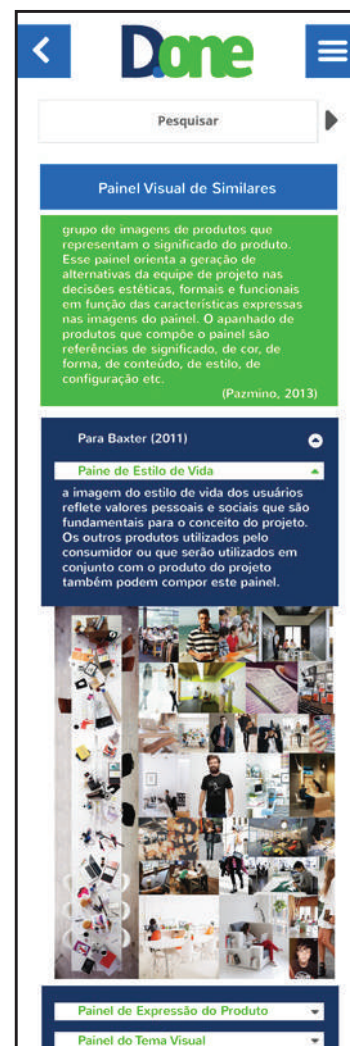 D.one
Pesquisar
Painel Visual de Similares
grupo de imagens de produtos que
representam o significado do produto.
Esse painel orienta a geração de
alternativas da equipe de projeto nas
decisões estéticas, formais e funcionais
em função das características expressas
nas imagens do painel. O apanhado de
produtos que compõe o painel são
referências de significado, de cor, de
forma, de conteúdo, de estilo, de
configuração etc.
(Pazmino, 2013)
Para Baxter (2011)
Paine de Estilo de Vida
a imagem do estilo de vida dos usuários
reflete valores pessoais e sociais que são
fundamentais para o conceito do projeto.
Os outros produtos utilizados pelo
consumidor ou que serão utilizados em
conjunto com o produto do projeto
também podem compor este painel.
Painel de Expressão do Produto
Painel do Tema Visual